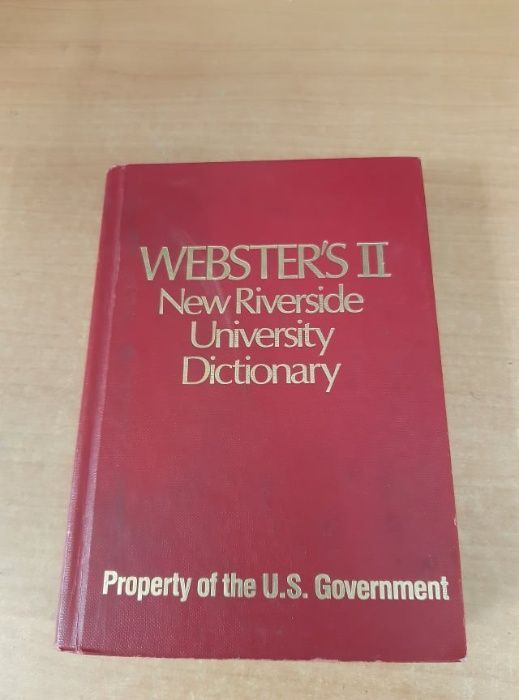 WEBSTER'S II
New Riverside
University
Dictionary
Property of the U.S. Government